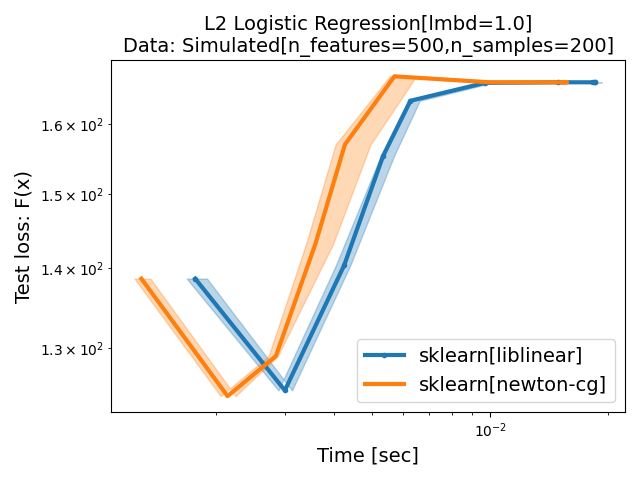 L2 Logistic Regression[lmbd=1.0]
Data: Simulated[n_features=500,n_samples=200]
Test loss: F(x)
1.6 × 10²
1.5 × 10²
1.4 × 10²
1.3 × 10²
sklearn[liblinear]
sklearn[newton-cg]
10⁻²
Time [sec]